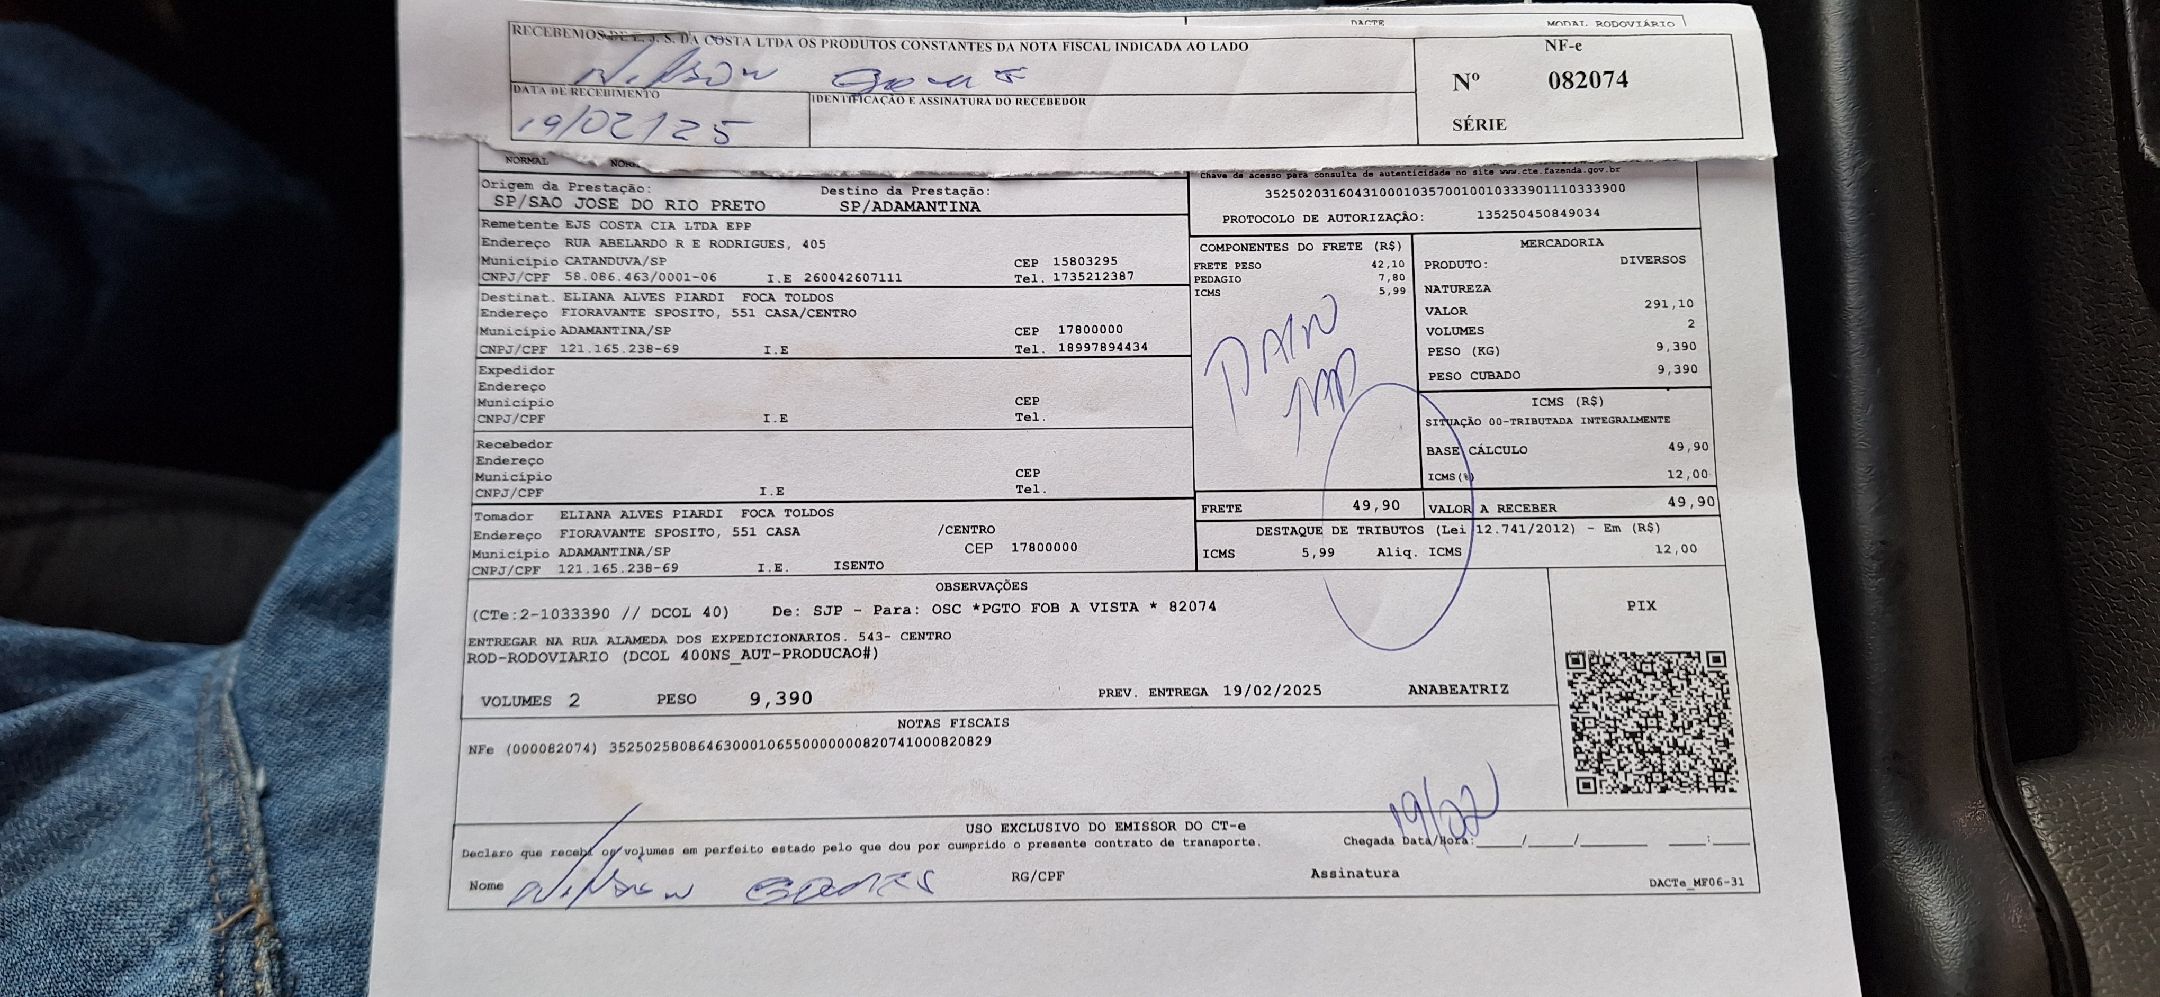 DACTE
MODAL RODOVIÁRIO
RECEBEMOS DE E. J. S. DA COSTA LTDA OS PRODUTOS CONSTANTES DA NOTA FISCAL INDICADA AO LADO
NF-e
Nº 082074
SÉRIE
DATA DE RECEBIMENTO
19/02/25
IDENTIFICAÇÃO E ASSINATURA DO RECEBEDOR
NORMAL
Origem da Prestação: Destino da Prestação:
SP/SAO JOSE DO RIO PRETO SP/ADAMANTINA
Chave de acesso para consulta de autenticidade no site www.cte.fazenda.gov.br
35250203160431000103570010010333901110333900
PROTOCOLO DE AUTORIZAÇÃO: 135250450849034
Remetente EJS COSTA CIA LTDA EPP
Endereço RUA ABELARDO R E RODRIGUES, 405
Município CATANDUVA/SP CEP 15803295
CNPJ/CPF 58.086.463/0001-06 I.E 260042607111 Tel. 1735212387
Destinat. ELIANA ALVES PIARDI FOCA TOLDOS
Endereço FIORAVANTE SPOSITO, 551 CASA/CENTRO
Município ADAMANTINA/SP CEP 17800000
CNPJ/CPF 121.165.238-69 I.E Tel. 18997894434
Expedidor
Endereço
Município CEP
CNPJ/CPF I.E Tel.
Recebedor
Endereço
Município CEP
CNPJ/CPF I.E Tel.
Tomador ELIANA ALVES PIARDI FOCA TOLDOS
Endereço FIORAVANTE SPOSITO, 551 CASA /CENTRO
Município ADAMANTINA/SP CEP 17800000
CNPJ/CPF 121.165.238-69 I.E. ISENTO
COMPONENTES DO FRETE (R$)
FRETE PESO 42,10
PEDAGIO 7,80
ICMS 5,99
MERCADORIA
PRODUTO: DIVERSOS
NATUREZA
VALOR 291,10
VOLUMES 2
PESO (KG) 9,390
PESO CUBADO 9,390
ICMS (R$)
SITUAÇÃO 00-TRIBUTADA INTEGRALMENTE
BASE CÁLCULO 49,90
ICMS(%) 12,00
FRETE 49,90 VALOR A RECEBER 49,90
DESTAQUE DE TRIBUTOS (Lei 12.741/2012) - Em (R$)
ICMS 5,99 Aliq. ICMS 12,00
OBSERVAÇÕES
(CTe:2-1033390 // DCOL 40) De: SJP - Para: OSC *PGTO FOB A VISTA * 82074
ENTREGAR NA RUA ALAMEDA DOS EXPEDICIONARIOS. 543- CENTRO
ROD-RODOVIARIO (DCOL 400NS_AUT-PRODUCAO#)
PIX
VOLUMES 2 PESO 9,390 PREV. ENTREGA 19/02/2025 ANABEATRIZ
NOTAS FISCAIS
NFe (000082074) 35250258086463000106550000000820741000820829
USO EXCLUSIVO DO EMISSOR DO CT-e
19/02
Declaro que recebi os volumes em perfeito estado pelo que dou por cumprido o presente contrato de transporte. Chegada Data/Hora:____/____/______ ___:___
Nome RG/CPF Assinatura
DACTe_MF06-31